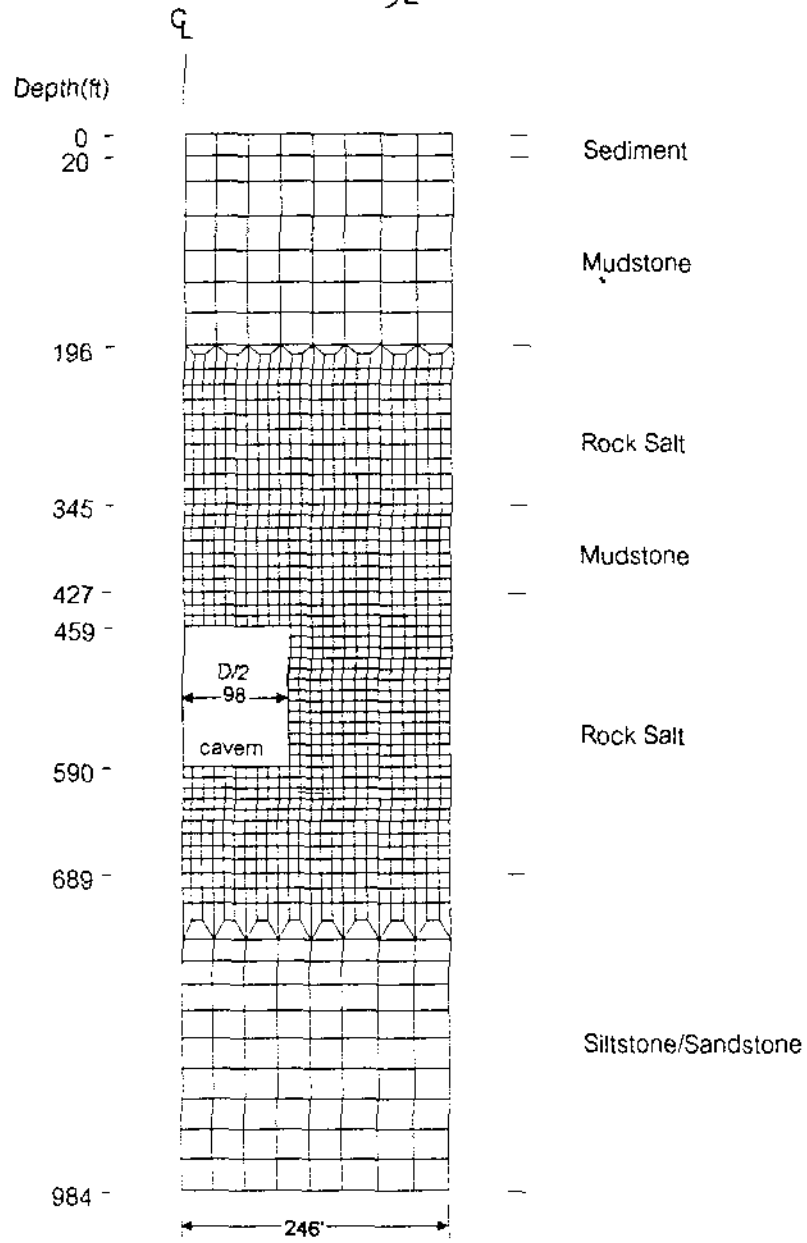 ℄
Depth(ft)
0
20
Sediment
Mudstone
196
Rock Salt
345
Mudstone
427
459
D/2
98
cavern
Rock Salt
590
689
Siltstone/Sandstone
984
246'